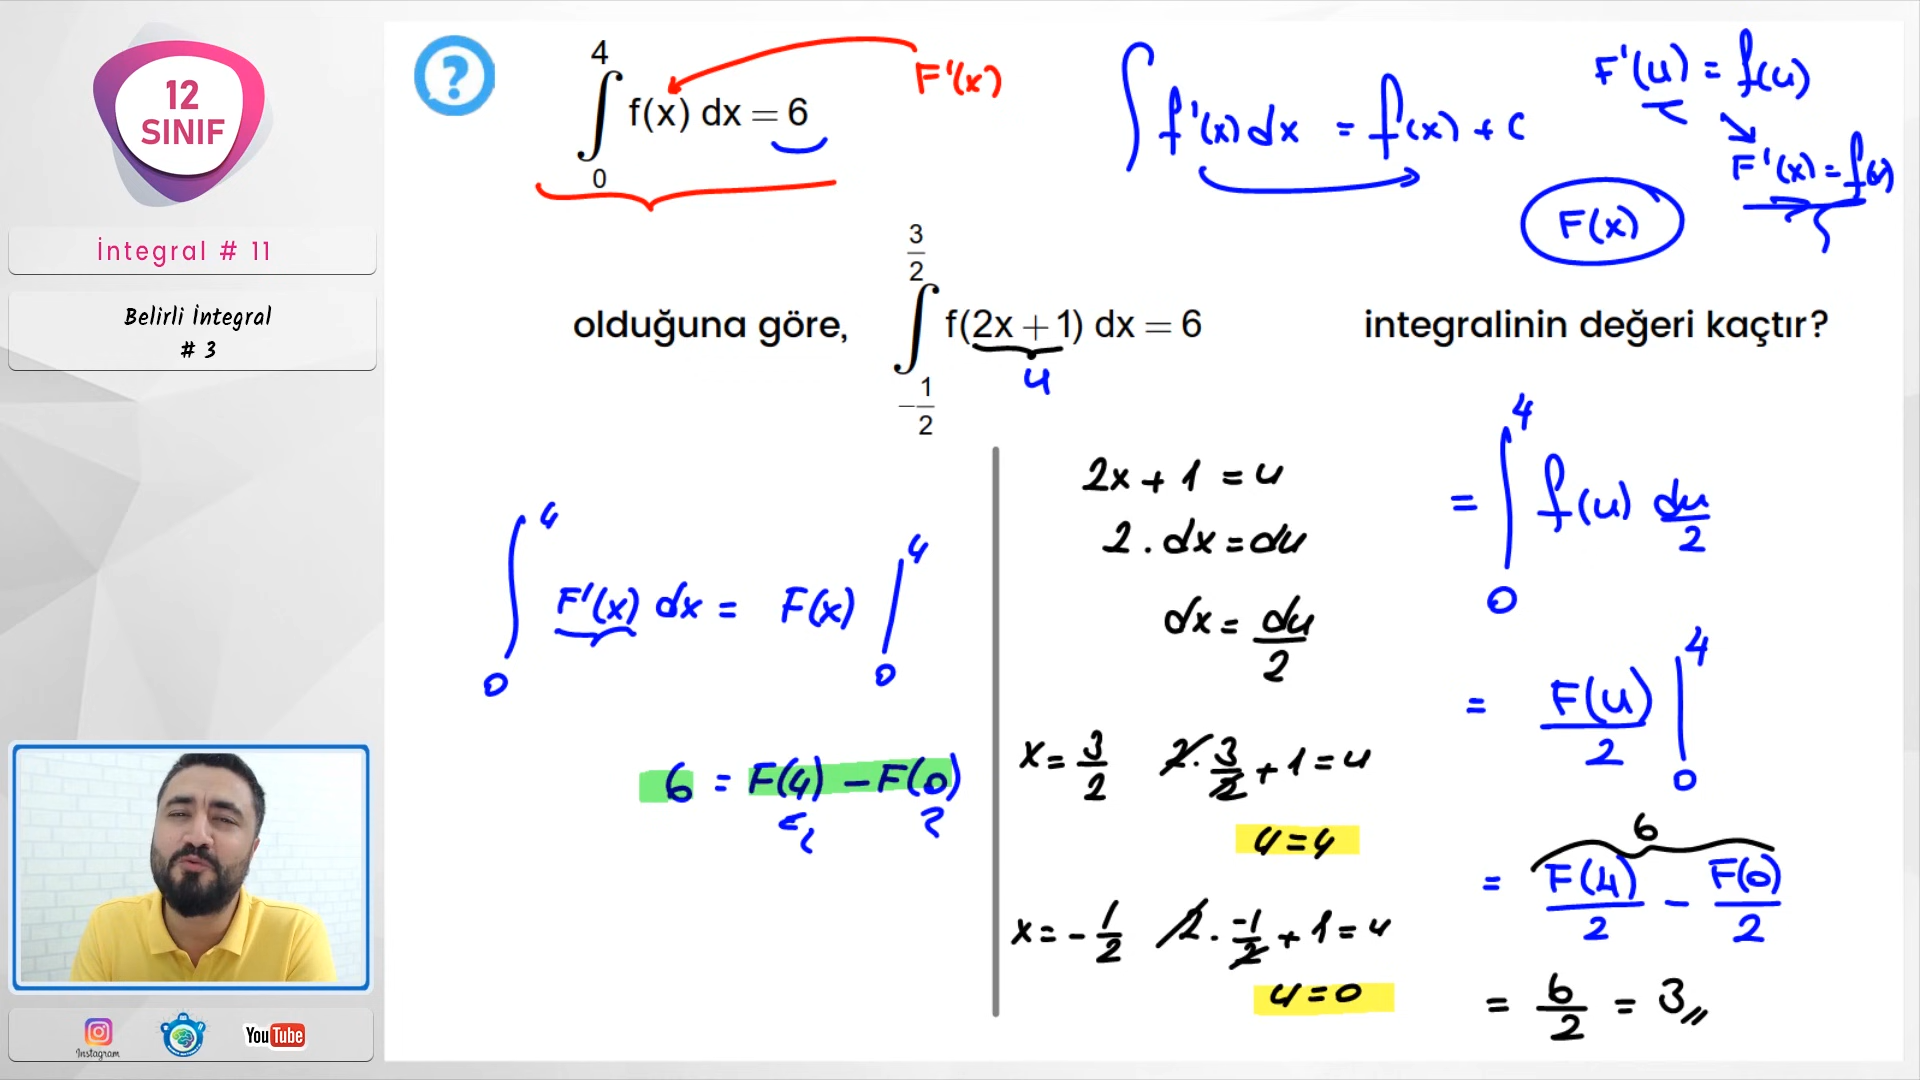 12
SINIF
İntegral # 11
Belirli İntegral
# 3
Instagram
YouTube
?
∫₀⁴ f(x) dx = 6
F'(x)
∫ f'(x) dx = f(x) + c
F'(u) = f(u)
F'(x) = f(x)
F(x)
olduğuna göre, ∫_{-1/2}^{3/2} f(2x + 1) dx = 6 integralinin değeri kaçtır?
u
∫₀⁴ F'(x) dx = F(x) |₀⁴
6 = F(4) – F(0)
2x + 1 = u
2 . dx = du
dx = du/2
x = 3/2 2 . 3/2 + 1 = u
u = 4
x = - 1/2 2 . -1/2 + 1 = u
u = 0
= ∫₀⁴ f(u) du/2
= F(u)/2 |₀⁴
6
= F(4)/2 - F(0)/2
= 6/2 = 3,,